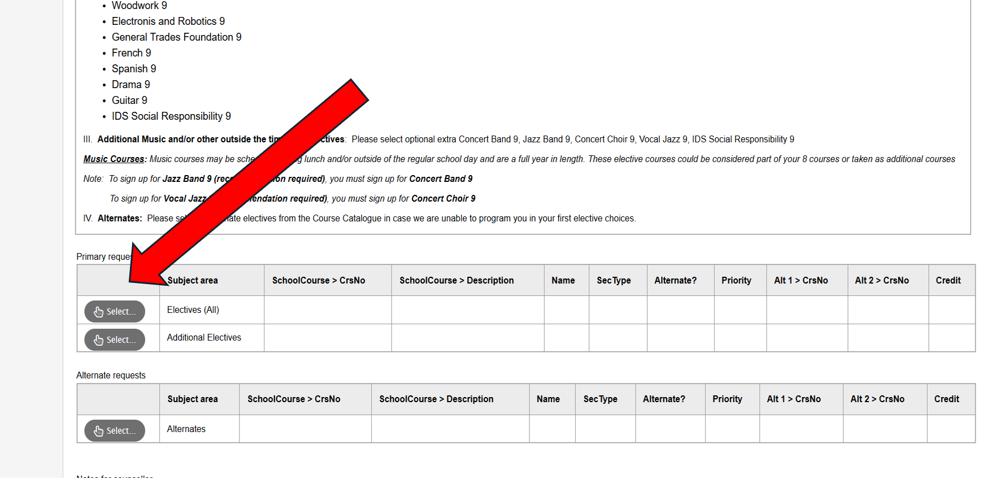 Woodwork 9
Electronis and Robotics 9
General Trades Foundation 9
French 9
Spanish 9
Drama 9
Guitar 9
IDS Social Responsibility 9
III. Additional Music and/or other outside the tim ctives: Please select optional extra Concert Band 9, Jazz Band 9, Concert Choir 9, Vocal Jazz 9, IDS Social Responsibility 9
Music Courses: Music courses may be sche g lunch and/or outside of the regular school day and are a full year in length. These elective courses could be considered part of your 8 courses or taken as additional courses
Note: To sign up for Jazz Band 9 (rec on required), you must sign up for Concert Band 9
To sign up for Vocal Jazz endation required), you must sign up for Concert Choir 9
IV. Alternates: Please se nate electives from the Course Catalogue in case we are unable to program you in your first elective choices.
Primary reques
Subject area SchoolCourse > CrsNo SchoolCourse > Description Name SecType Alternate? Priority Alt 1 > CrsNo Alt 2 > CrsNo Credit
Select... Electives (All)
Select... Additional Electives
Alternate requests
Subject area SchoolCourse > CrsNo SchoolCourse > Description Name SecType Alternate? Priority Alt 1 > CrsNo Alt 2 > CrsNo Credit
Select... Alternates
Notes for counsellor